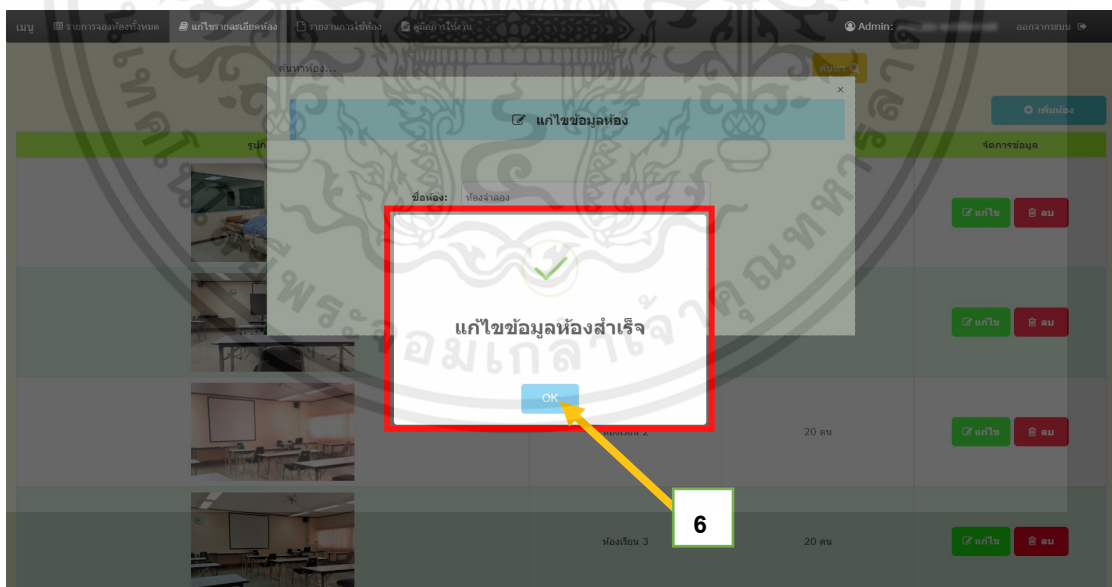 เมนู รายการจองห้องทั้งหมด แก้ไขรายละเอียดห้อง รายงานการใช้ห้อง คู่มือการใช้งาน Admin: ออกจากระบบ
ค้นหาห้อง... ค้นหา
×
แก้ไขข้อมูลห้อง
เพิ่มห้อง
จัดการข้อมูล
ชื่อห้อง: ห้องจำลอง
แก้ไข ลบ
แก้ไขข้อมูลห้องสำเร็จ
แก้ไข ลบ
OK
ห้องเรียน 2 20 คน แก้ไข ลบ
6
ห้องเรียน 3 20 คน แก้ไข ลบ